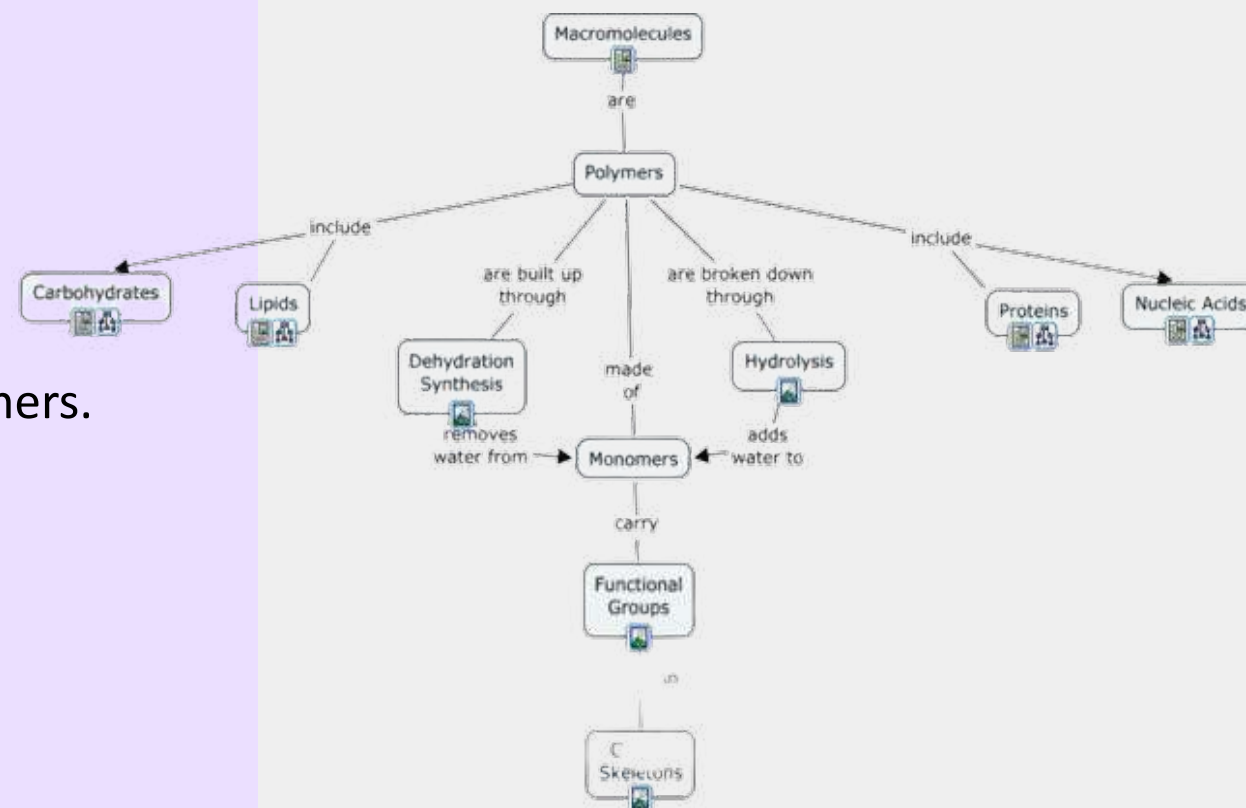 Macromolecules
are
Polymers
include
include
Carbohydrates
Lipids
are built up
through
are broken down
through
Proteins
Nucleic Acids
Dehydration
Synthesis
made
of
Hydrolysis
ners.
removes
water from
Monomers
adds
water to
carry
Functional
Groups
C
Skeletons